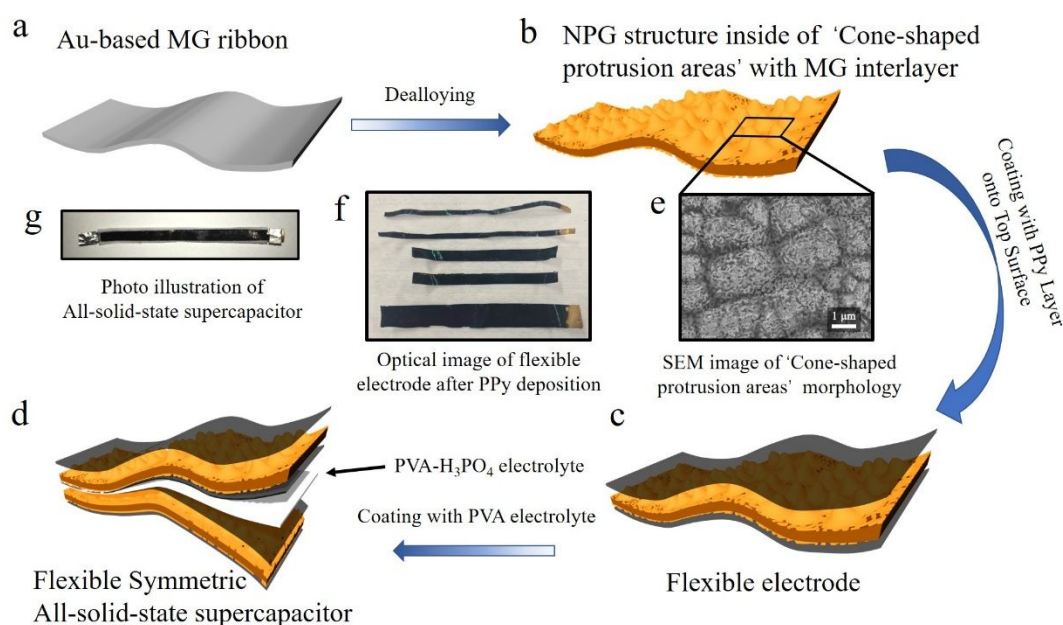 a
Au-based MG ribbon
Dealloying
b
NPG structure inside of ‘Cone-shaped
protrusion areas’ with MG interlayer
Coating with PPy Layer
onto Top Surface
g
Photo illustration of
All-solid-state supercapacitor
f
Optical image of flexible
electrode after PPy deposition
e
1 μm
SEM image of ‘Cone-shaped
protrusion areas’ morphology
d
PVA-H₃PO₄ electrolyte
Coating with PVA electrolyte
Flexible Symmetric
All-solid-state supercapacitor
c
Flexible electrode